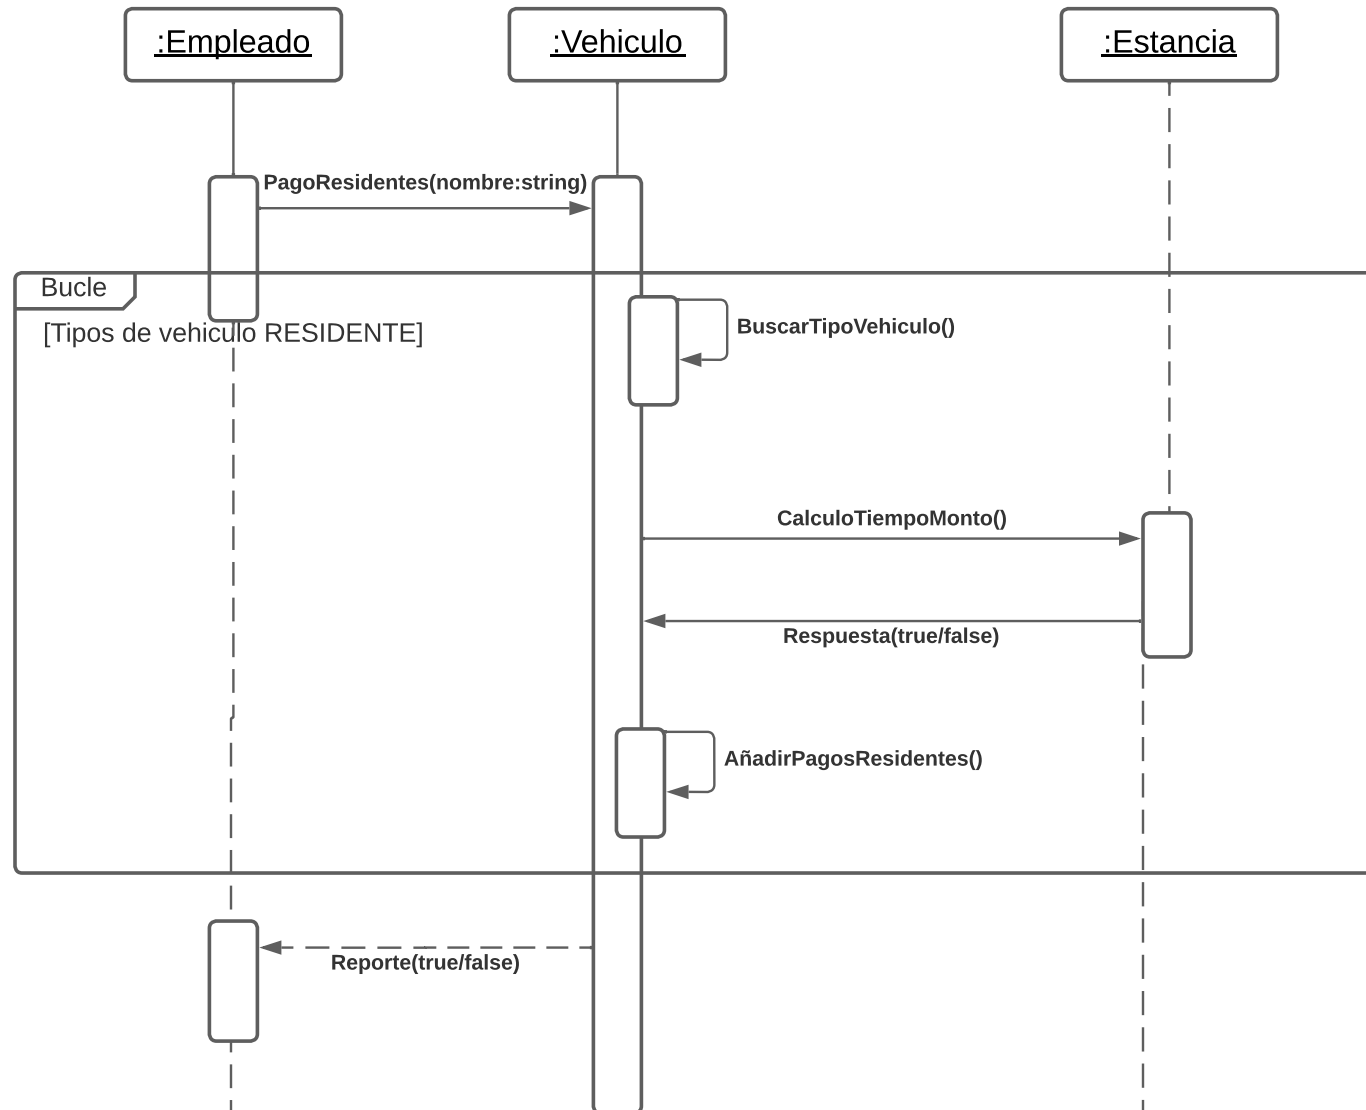 :Empleado
:Vehiculo
:Estancia
PagoResidentes(nombre:string)
Bucle
[Tipos de vehiculo RESIDENTE]
BuscarTipoVehiculo()
CalculoTiempoMonto()
Respuesta(true/false)
AñadirPagosResidentes()
Reporte(true/false)